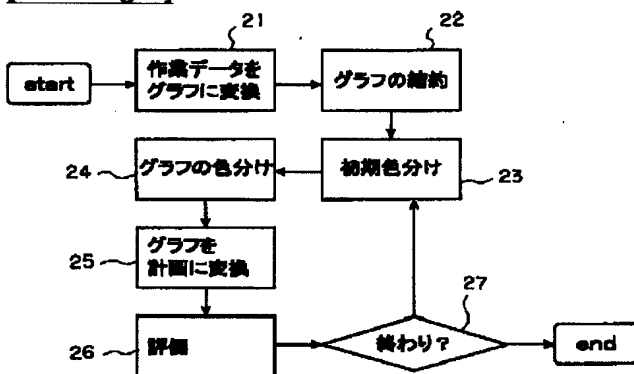 21
22
start
作業データを
グラフに変換
グラフの縮約
24
グラフの色分け
初期色分け
23
25
グラフを
計画に変換
27
26
評価
終わり?
end